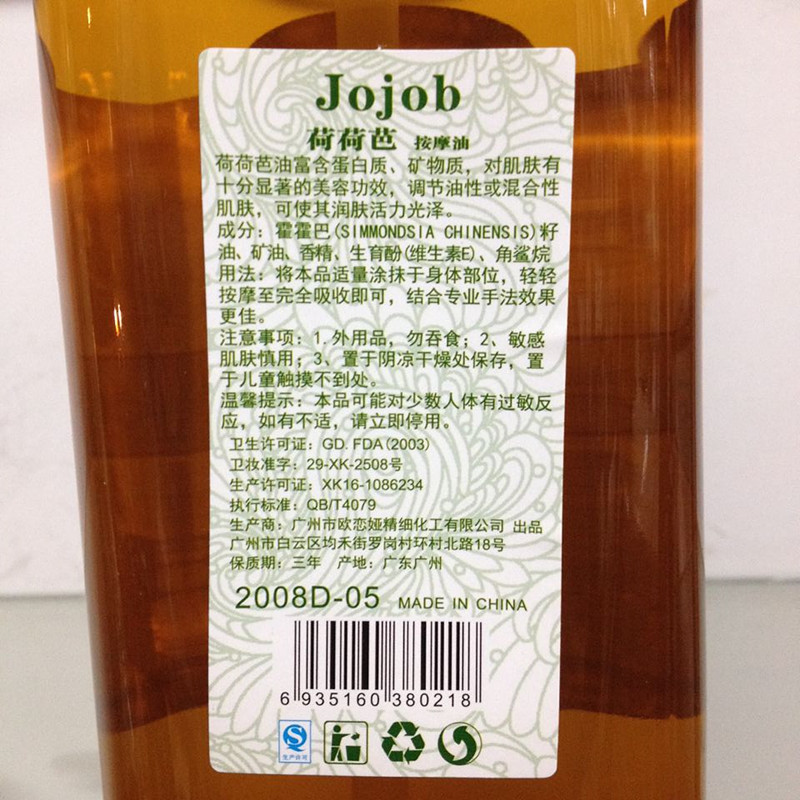 Jojob
荷荷芭 按摩油
荷荷芭油富含蛋白质、矿物质，对肌肤有
十分显著的美容功效，调节油性或混合性
肌肤，可使其润肤活力光泽。
成分：霍霍巴(SIMMONDSIA CHINENSIS)籽
油、矿油、香精、生育酚(维生素E)、角鲨烷
用法：将本品适量涂抹于身体部位，轻轻
按摩至完全吸收即可，结合专业手法效果
更佳。
注意事项：1.外用品，勿吞食；2、敏感
肌肤慎用；3、置于阴凉干燥处保存，置
于儿童触摸不到处。
温馨提示：本品可能对少数人体有过敏反
应，如有不适，请立即停用。
卫生许可证：GD.FDA(2003)
卫妆准字：29-XK-2508号
生产许可证：XK16-1086234
执行标准：QB/T4079
生产商：广州市欧恋娅精细化工有限公司 出品
广州市白云区均禾街罗岗村环村北路18号
保质期：三年 产地：广东广州
2008D-05 MADE IN CHINA
6 935160 380218
生产许可